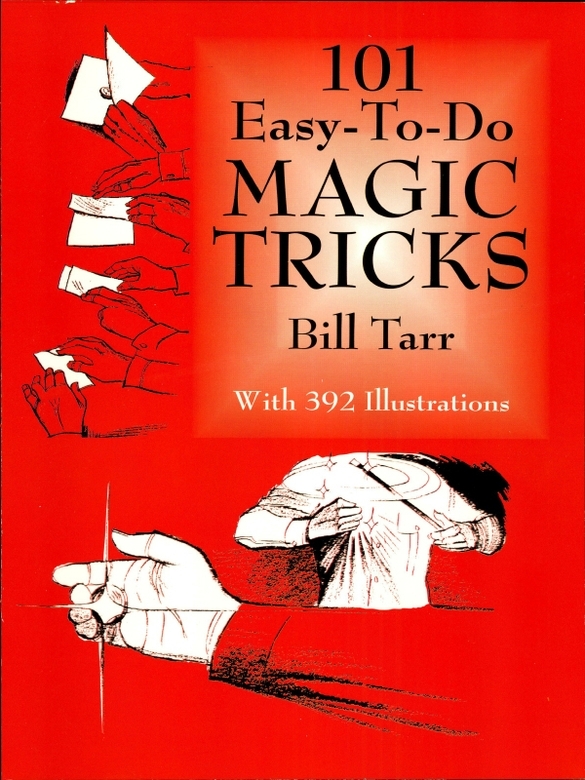 101
Easy-To-Do
MAGIC
TRICKS
Bill Tarr
With 392 Illustrations